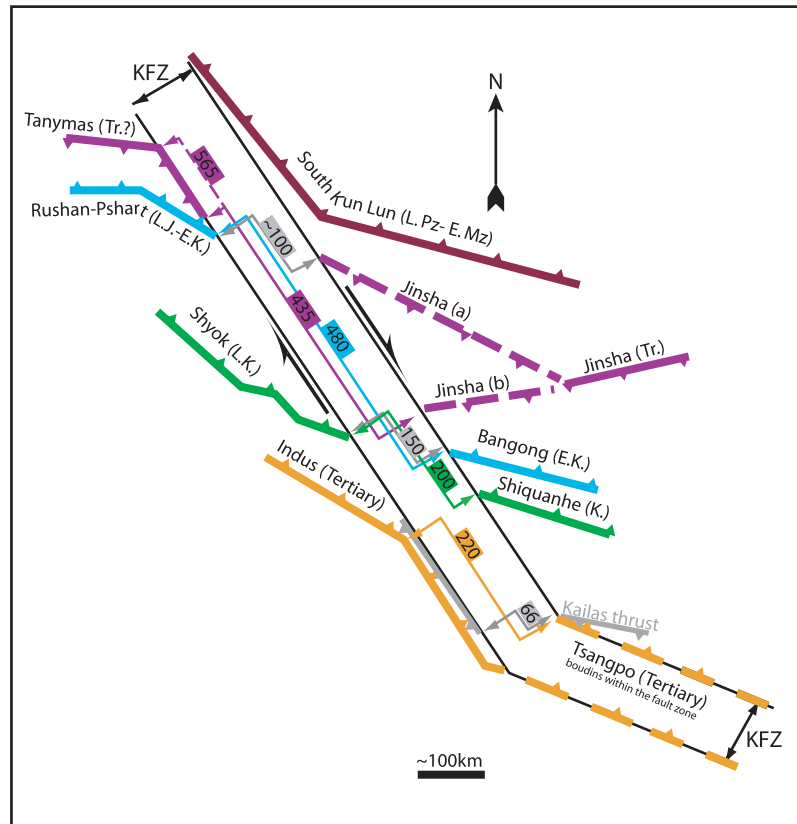 KFZ
N
Tanymas (Tr.?)
565
South Kun Lun (L. Pz- E. Mz)
Rushan-Pshart (L.J.-E.K.)
~100
Jinsha (a)
435
480
Shyok (L.K.)
Jinsha (Tr.)
Jinsha (b)
150
Bangong (E.K.)
200
Shiquanhe (K.)
Indus (Tertiary)
220
66
Kailas thrust
Tsangpo (Tertiary)
boudins within the fault zone
KFZ
~100km